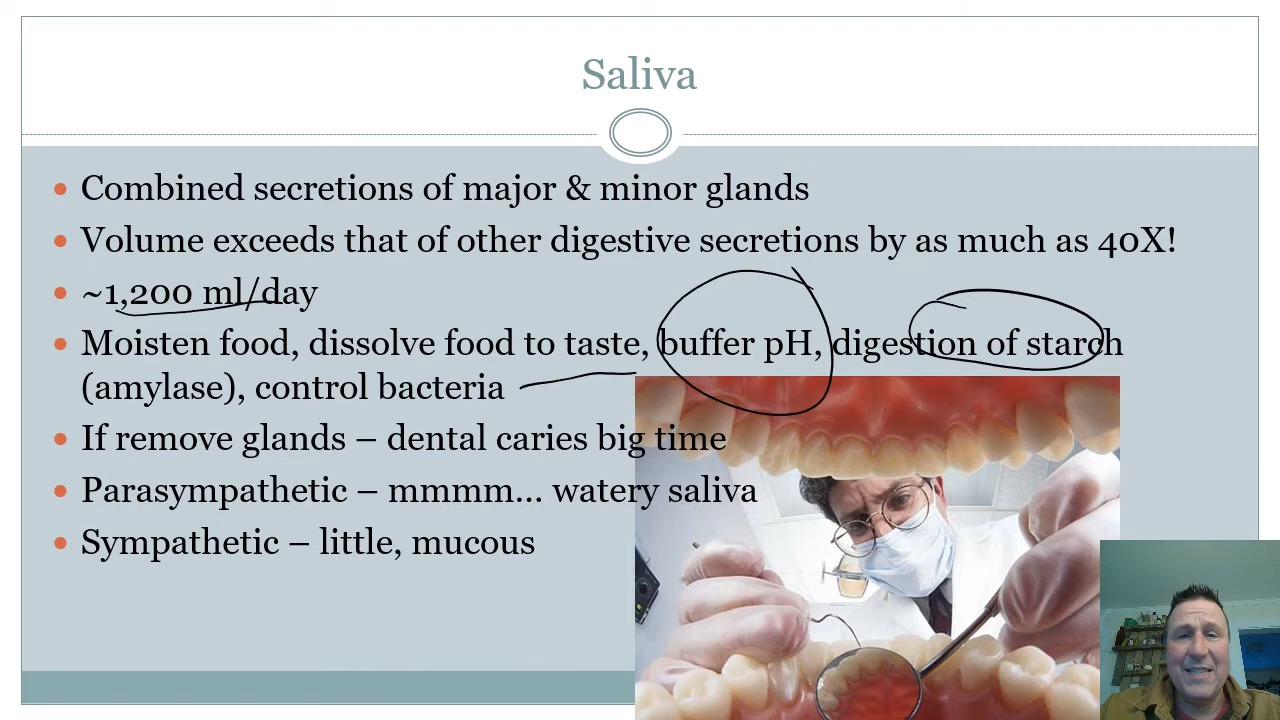 Saliva
Combined secretions of major & minor glands
Volume exceeds that of other digestive secretions by as much as 40X!
~1,200 ml/day
Moisten food, dissolve food to taste, buffer pH, digestion of starch
(amylase), control bacteria
If remove glands – dental caries big time
Parasympathetic – mmmm... watery saliva
Sympathetic – little, mucous